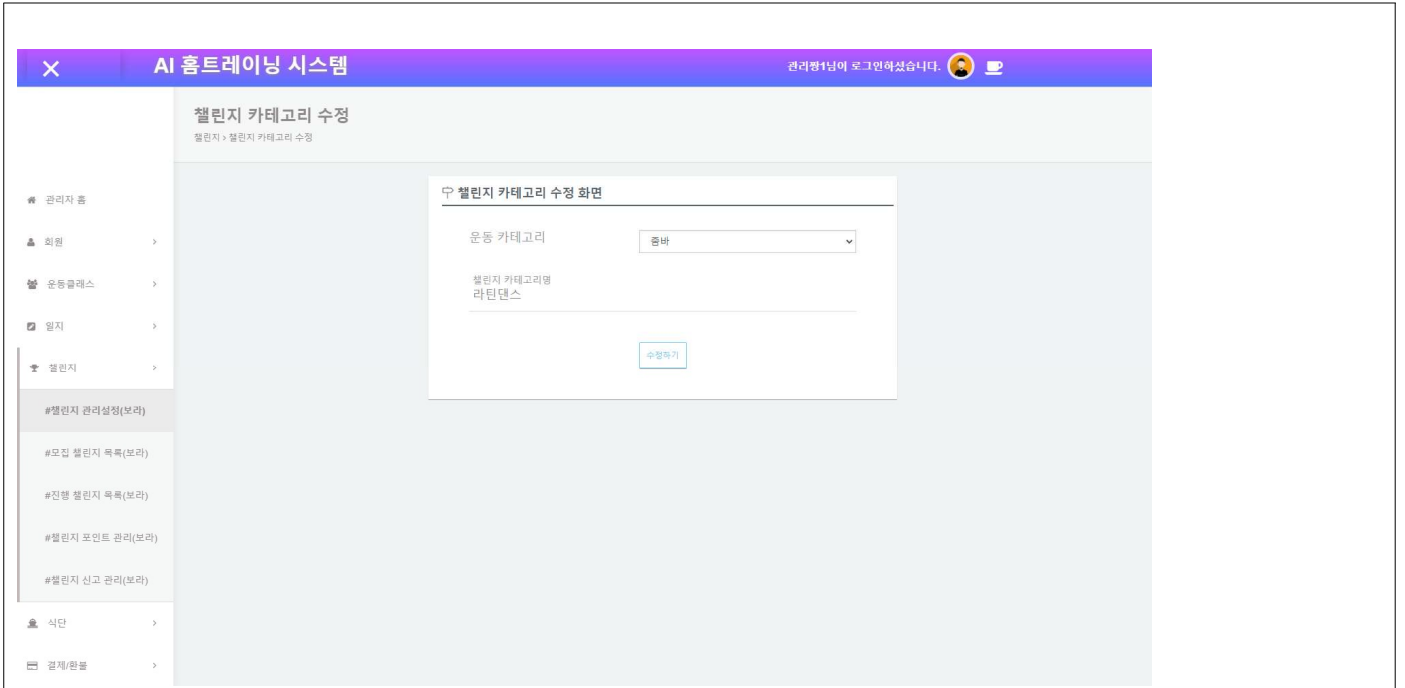 AI 홈트레이닝 시스템
관리짱1님이 로그인하셨습니다.
챌린지 카테고리 수정
챌린지 > 챌린지 카테고리 수정
관리자 홈
회원
운동클래스
일지
챌린지
#챌린지 관리설정(보라)
#모집 챌린지 목록(보라)
#진행 챌린지 목록(보라)
#챌린지 포인트 관리(보라)
#챌린지 신고 관리(보라)
식단
결제/환불
챌린지 카테고리 수정 화면
운동 카테고리
줌바
챌린지 카테고리명
라틴댄스
수정하기